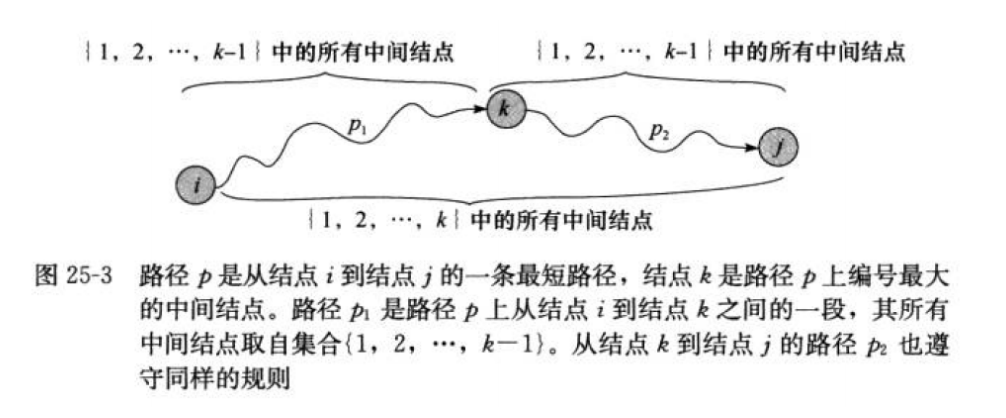 {1, 2, …, k-1} 中的所有中间结点
{1, 2, …, k-1} 中的所有中间结点
k
p₁
p₂
j
i
{1, 2, …, k} 中的所有中间结点
图 25-3 路径 p 是从结点 i 到结点 j 的一条最短路径，结点 k 是路径 p 上编号最大
的中间结点。路径 p₁ 是路径 p 上从结点 i 到结点 k 之间的一段，其所有
中间结点取自集合{1，2，…，k－1}。从结点 k 到结点 j 的路径 p₂ 也遵
守同样的规则